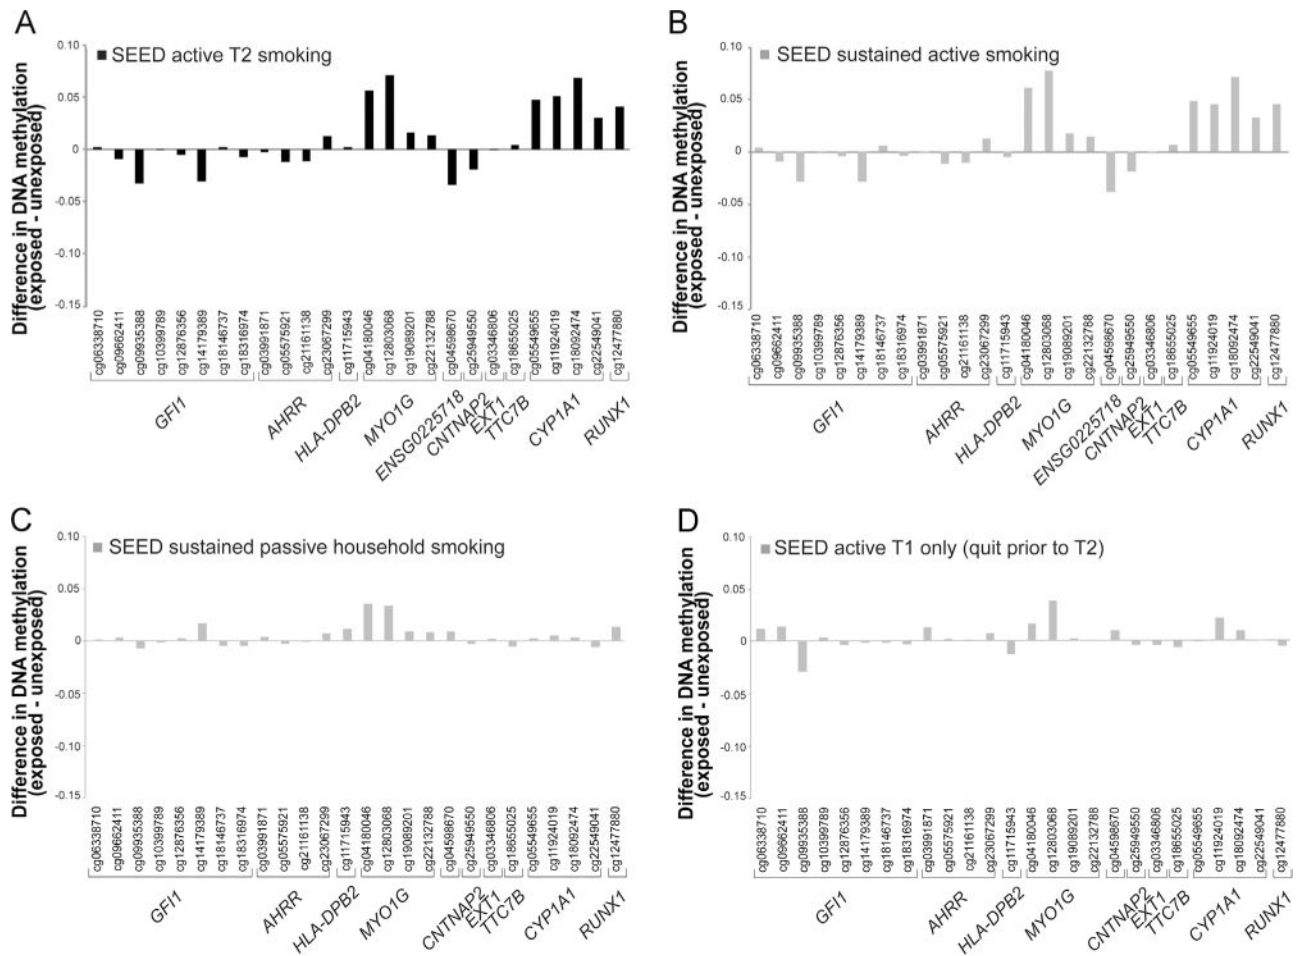 A
SEED active T2 smoking
Difference in DNA methylation
(exposed - unexposed)
0.10
0.05
0
-0.05
-0.10
-0.15
cg06338710
cg09662411
cg09935388
cg10399789
cg12876356
cg14179389
cg18146737
cg18316974
cg03991871
cg05575921
cg21161138
cg23067299
cg11715943
cg04180046
cg12803068
cg19089201
cg22132788
cg04598670
cg25949550
cg03346806
cg18655025
cg05549655
cg11924019
cg18092474
cg22549041
cg12477880
GFI1
AHRR
HLA-DPB2
MYO1G
ENSG0225718
CNTNAP2
EXT1
TTC7B
CYP1A1
RUNX1
B
SEED sustained active smoking
Difference in DNA methylation
(exposed - unexposed)
0.10
0.05
0
-0.05
-0.10
-0.15
cg06338710
cg09662411
cg09935388
cg10399789
cg12876356
cg14179389
cg18146737
cg18316974
cg03991871
cg05575921
cg21161138
cg23067299
cg11715943
cg04180046
cg12803068
cg19089201
cg22132788
cg04598670
cg25949550
cg03346806
cg18655025
cg05549655
cg11924019
cg18092474
cg22549041
cg12477880
GFI1
AHRR
HLA-DPB2
MYO1G
ENSG0225718
CNTNAP2
EXT1
TTC7B
CYP1A1
RUNX1
C
SEED sustained passive household smoking
Difference in DNA methylation
(exposed - unexposed)
0.10
0.05
0
-0.05
-0.10
-0.15
cg06338710
cg09662411
cg09935388
cg10399789
cg12876356
cg14179389
cg18146737
cg18316974
cg03991871
cg05575921
cg21161138
cg23067299
cg11715943
cg04180046
cg12803068
cg19089201
cg22132788
cg04598670
cg25949550
cg03346806
cg18655025
cg05549655
cg11924019
cg18092474
cg22549041
cg12477880
GFI1
AHRR
HLA-DPB2
MYO1G
CNTNAP2
EXT1
TTC7B
CYP1A1
RUNX1
D
SEED active T1 only (quit prior to T2)
Difference in DNA methylation
(exposed - unexposed)
0.10
0.05
0
-0.05
-0.10
-0.15
cg06338710
cg09662411
cg09935388
cg10399789
cg12876356
cg14179389
cg18146737
cg18316974
cg03991871
cg05575921
cg21161138
cg23067299
cg11715943
cg04180046
cg12803068
cg19089201
cg22132788
cg04598670
cg25949550
cg03346806
cg18655025
cg05549655
cg11924019
cg18092474
cg22549041
cg12477880
GFI1
AHRR
HLA-DPB2
MYO1G
CNTNAP2
EXT1
TTC7B
CYP1A1
RUNX1